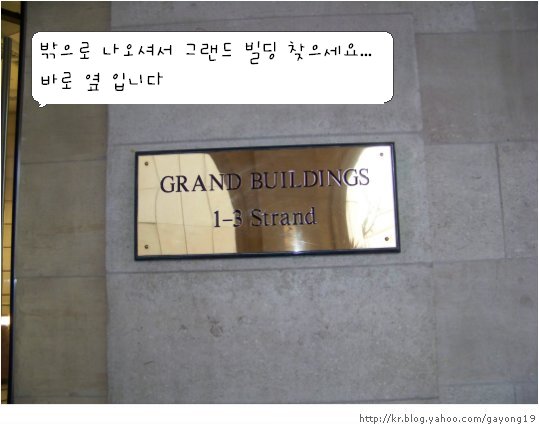 밖으로 나오셔서 그랜드 빌딩 찾으세요...
바로 옆 입니다
GRAND BUILDINGS
1-3 Strand
http://kr.blog.yahoo.com/gayong19